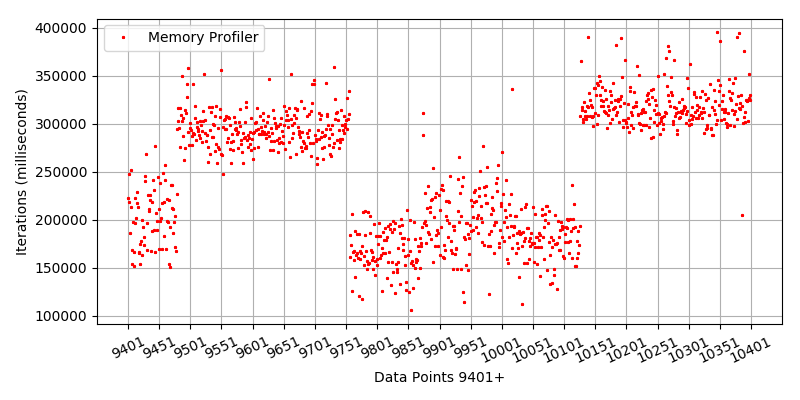 Memory Profiler
400000
350000
300000
250000
200000
150000
100000
Iterations (milliseconds)
9401 9451 9501 9551 9601 9651 9701 9751 9801 9851 9901 9951 10001 10051 10101 10151 10201 10251 10301 10351 10401
Data Points 9401+